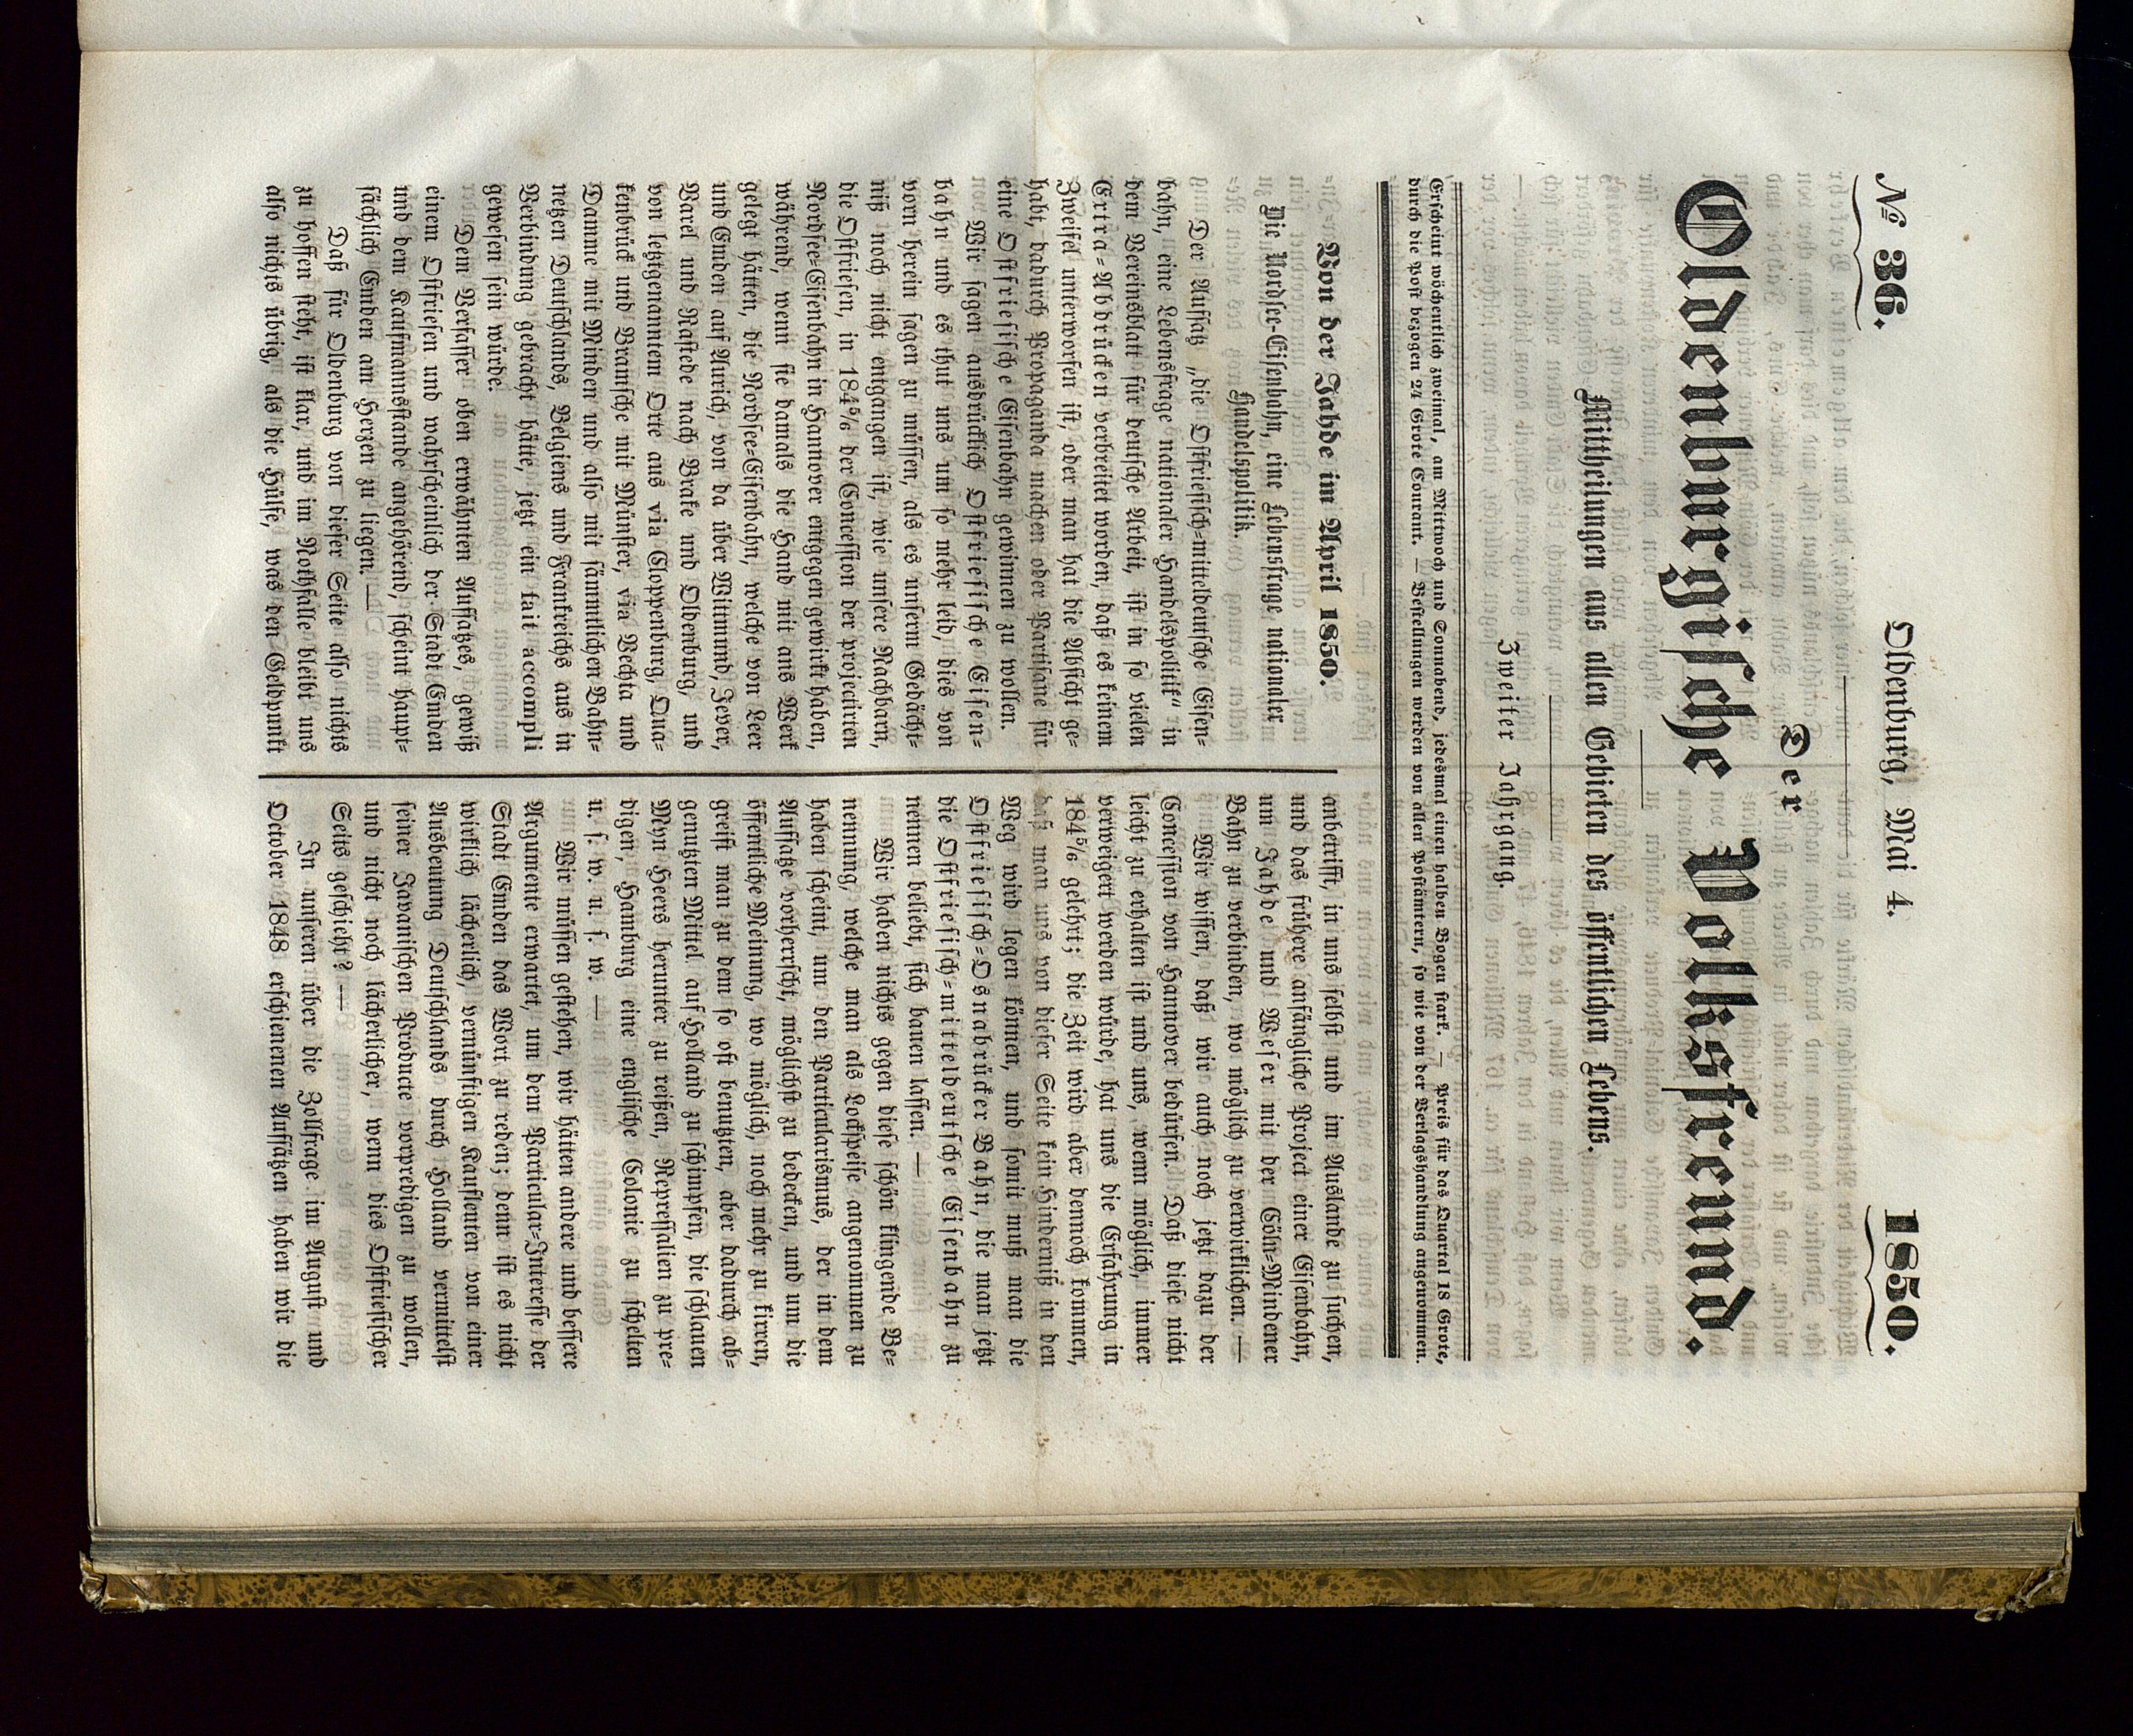 № 36.
Oldenburg, Mai 4.
1850.
Der
Oldenburgische Volksfreund.
Mittheilungen aus allen Gebieten des öffentlichen Lebens.
Zweiter Jahrgang.
Erscheint wöchentlich zweimal, am Mittwoch und Sonnabend, jedesmal einen halben Bogen stark. — Preis für das Quartal 18 Grote,
durch die Post bezogen 24 Grote Courant. — Bestellungen werden von allen Postämtern, so wie von der Verlagshandlung angenommen.
Von der Jahde im April 1850.
Die Nordsee-Eisenbahn, eine Lebensfrage nationaler
Handelspolitik.
Der Aufsatz „die Ostfriesisch-mitteldeutsche Eisen-
bahn, eine Lebensfrage nationaler Handelspolitik" in
dem Vereinsblatt für deutsche Arbeit, ist in so vielen
Extra-Abdrücken verbreitet worden, daß es keinem
Zweifel unterworfen ist, oder man hat die Absicht ge-
habt, dadurch Propaganda machen oder Partisane für
eine Ostfriesische Eisenbahn gewinnen zu wollen.
Wir sagen ausdrücklich Ostfriesische Eisen-
bahn und es thut uns um so mehr leid, dies von
vorn herein sagen zu müssen, als es unserm Gedächt-
niß noch nicht entgangen ist, wie unsere Nachbarn,
die Ostfriesen, in 184⅚ der Concession der projectirten
Nordsee-Eisenbahn in Hannover entgegen gewirkt haben,
während, wenn sie damals die Hand mit ans Werk
gelegt hätten, die Nordsee-Eisenbahn, welche von Leer
und Emden auf Aurich, von da über Wittmund, Jever,
Varel und Rastede nach Brake und Oldenburg, und
von letztgenanntem Orte aus via Cloppenburg, Qua-
kenbrück und Bramsche mit Münster, via Vechta und
Damme mit Minden und also mit sämmtlichen Bahn-
netzen Deutschlands, Belgiens und Frankreichs aus in
Verbindung gebracht hätte, jetzt ein fait accompli
gewesen sein würde.
Dem Verfasser oben erwähnten Aufsatzes, gewiß
einem Ostfriesen und wahrscheinlich der Stadt Emden
und dem Kaufmannsstande angehörend, scheint haupt-
sächlich Emden am Herzen zu liegen. —
Daß für Oldenburg von dieser Seite also nichts
zu hoffen steht, ist klar, und im Nothfalle bleibt uns
also nichts übrig, als die Hülfe, was den Geldpunkt
anbetrifft, in uns selbst und im Auslande zu suchen,
und das frühere anfängliche Project einer Eisenbahn,
um Jahde und Weser mit der Cöln-Mindener
Bahn zu verbinden, wo möglich zu verwirklichen. —
Wir wissen, daß wir auch noch jetzt dazu der
Concession von Hannover bedürfen. Daß diese nicht
leicht zu erhalten ist und uns, wenn möglich, immer
verweigert werden würde, hat uns die Erfahrung in
184⅚ gelehrt; die Zeit wird aber dennoch kommen,
daß man uns von dieser Seite kein Hinderniß in den
Weg wird legen können, und somit muß man die
Ostfriesisch-Osnabrücker Bahn, die man jetzt
die Ostfriesisch-mitteldeutsche Eisenbahn zu
nennen beliebt, sich bauen lassen. —
Wir haben nichts gegen diese schön klingende Be-
nennung, welche man als Lockspeise angenommen zu
haben scheint, um den Particularismus, der in dem
Aufsatze vorherrscht, möglichst zu bedecken, und um die
öffentliche Meinung, wo möglich, noch mehr zu kirren,
greift man zu dem so oft benutzten, aber dadurch ab-
genutzten Mittel auf Holland zu schimpfen, die schlauen
Myn Heers herunter zu reißen, Repressalien zu pre-
digen, Hamburg eine englische Colonie zu schelten
u. s. w. u. s. w. —
Wir müssen gestehen, wir hätten andere und bessere
Argumente erwartet, um dem Particular-Interesse der
Stadt Emden das Wort zu reden; denn ist es nicht
wirklich lächerlich, vernünftigen Kaufleuten von einer
Ausbeutung Deutschlands durch Holland vermittelst
seiner Javanischen Producte vorpredigen zu wollen,
und nicht noch lächerlicher, wenn dies Ostfriesischer
Seits geschieht? —
In unseren über die Zollfrage im August und
October 1848 erschienenen Aufsätzen haben wir die